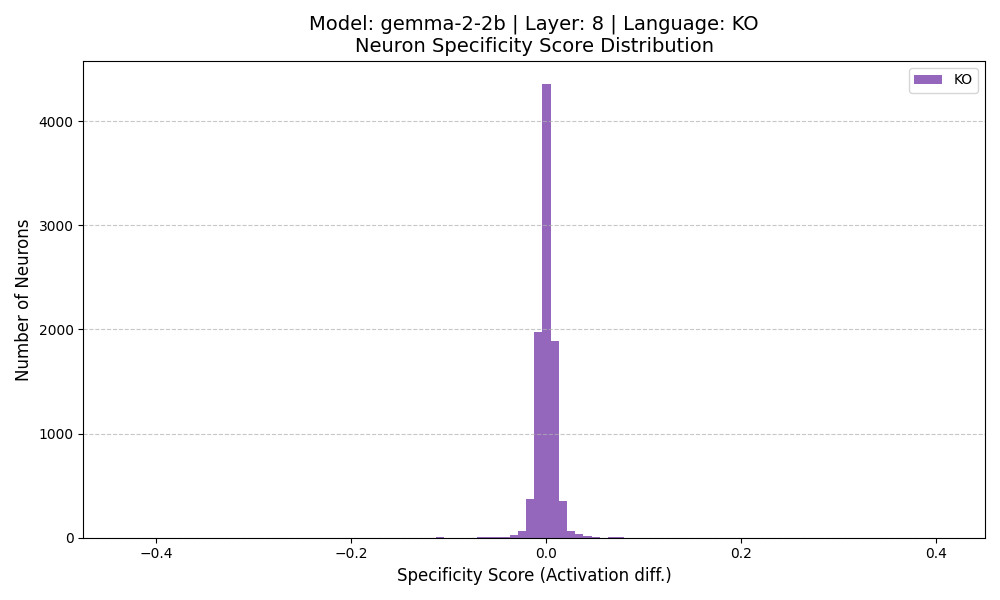 Model: gemma-2-2b | Layer: 8 | Language: KO
Neuron Specificity Score Distribution
KO
Number of Neurons
4000
3000
2000
1000
0
−0.4
−0.2
0.0
0.2
0.4
Specificity Score (Activation diff.)